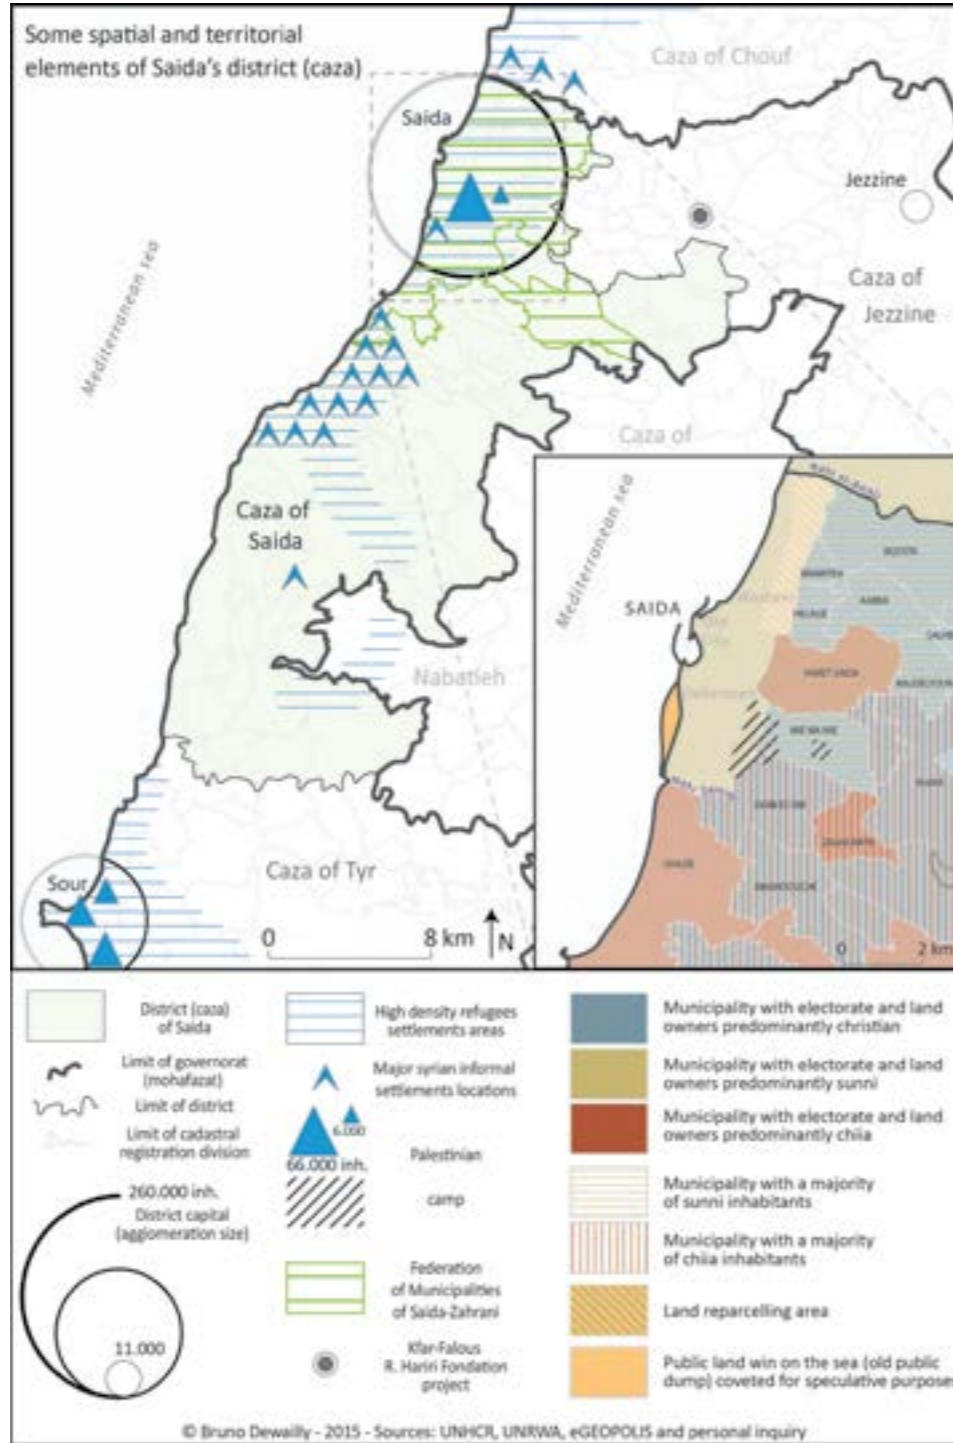 Some spatial and territorial
elements of Saida's district (caza)
Caza of Chouf
Saida
Jezzine
Mediterranean sea
Caza of
Jezzine
Caza of
Caza of
Saida
Nabatieh
Mediterranean sea
SAIDA
Caza of Tyr
Sour
0
8 km
N
0
2 km
District (caza)
of Saida
Limit of governorat
(mohafazat)
Limit of district
Limit of cadastral
registration division
260.000 inh.
District capital
(agglomeration size)
11.000
High density refugees
settlements areas
Major syrian informal
settlements locations
6.000
66.000 inh.
Palestinian
camp
Federation
of Municipalities
of Saida-Zahrani
Kfar-Falous
R. Hariri Fondation
project
Municipality with electorate and land
owners predominantly christian
Municipality with electorate and land
owners predominantly sunni
Municipality with electorate and land
owners predominantly chiia
Municipality with a majority
of sunni inhabitants
Municipality with a majority
of chiia inhabitants
Land reparcelling area
Public land win on the sea (old public
dump) coveted for speculative purposes
© Bruno Dewailly - 2015 - Sources: UNHCR, UNRWA, eGEOPOLIS and personal inquiry